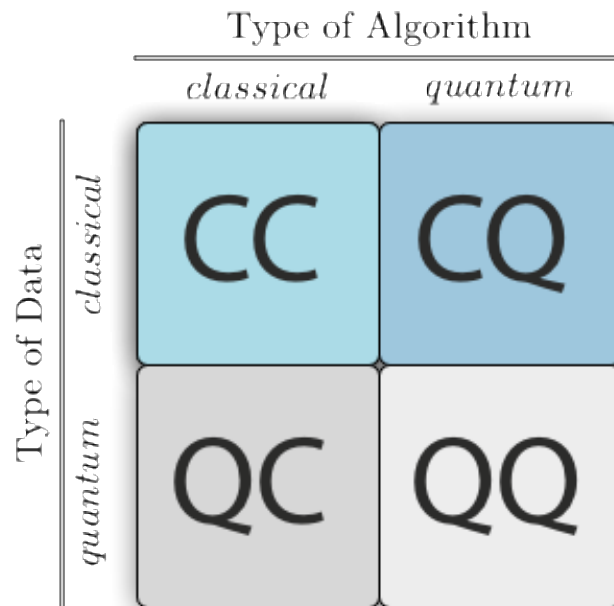 Type of Algorithm
classical quantum
Type of Data
classical
CC CQ
quantum
QC QQ